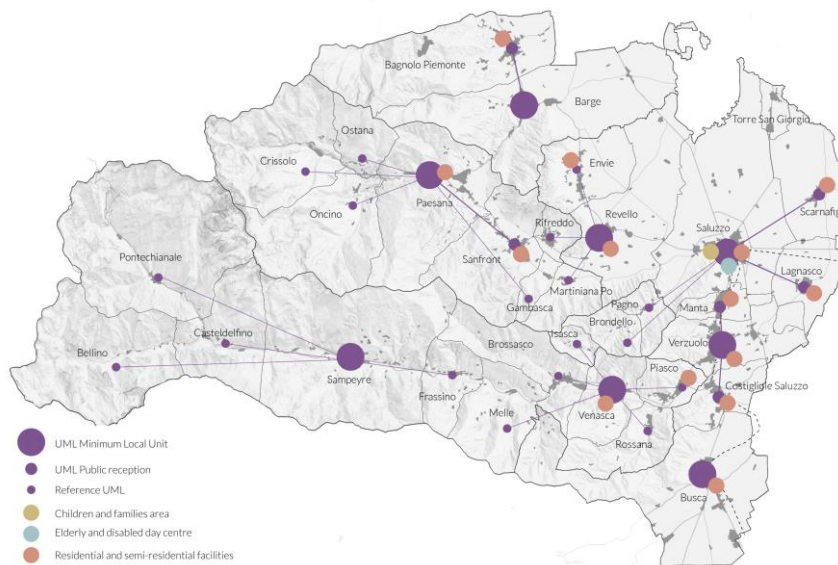 Bagnolo Piemonte
Barge
Torre San Giorgio
Ostana
Crissolo
Envie
Paesana
Oncino
Scarnafig
Rifreddo
Revello
Saluzzo
Sanfront
Pontechianale
Lagnasco
Martiniana Po
Gambasca
Pagno
Manta
Casteldelfino
Brondello
Isasca
Brossasco
Verzuolo
Bellino
Sampeyre
Piasco
Frassino
Costigliole Saluzzo
Melle
Venasca
Rossana
Busca
UML Minimum Local Unit
UML Public reception
Reference UML
Children and families area
Elderly and disabled day centre
Residential and semi-residential facilities